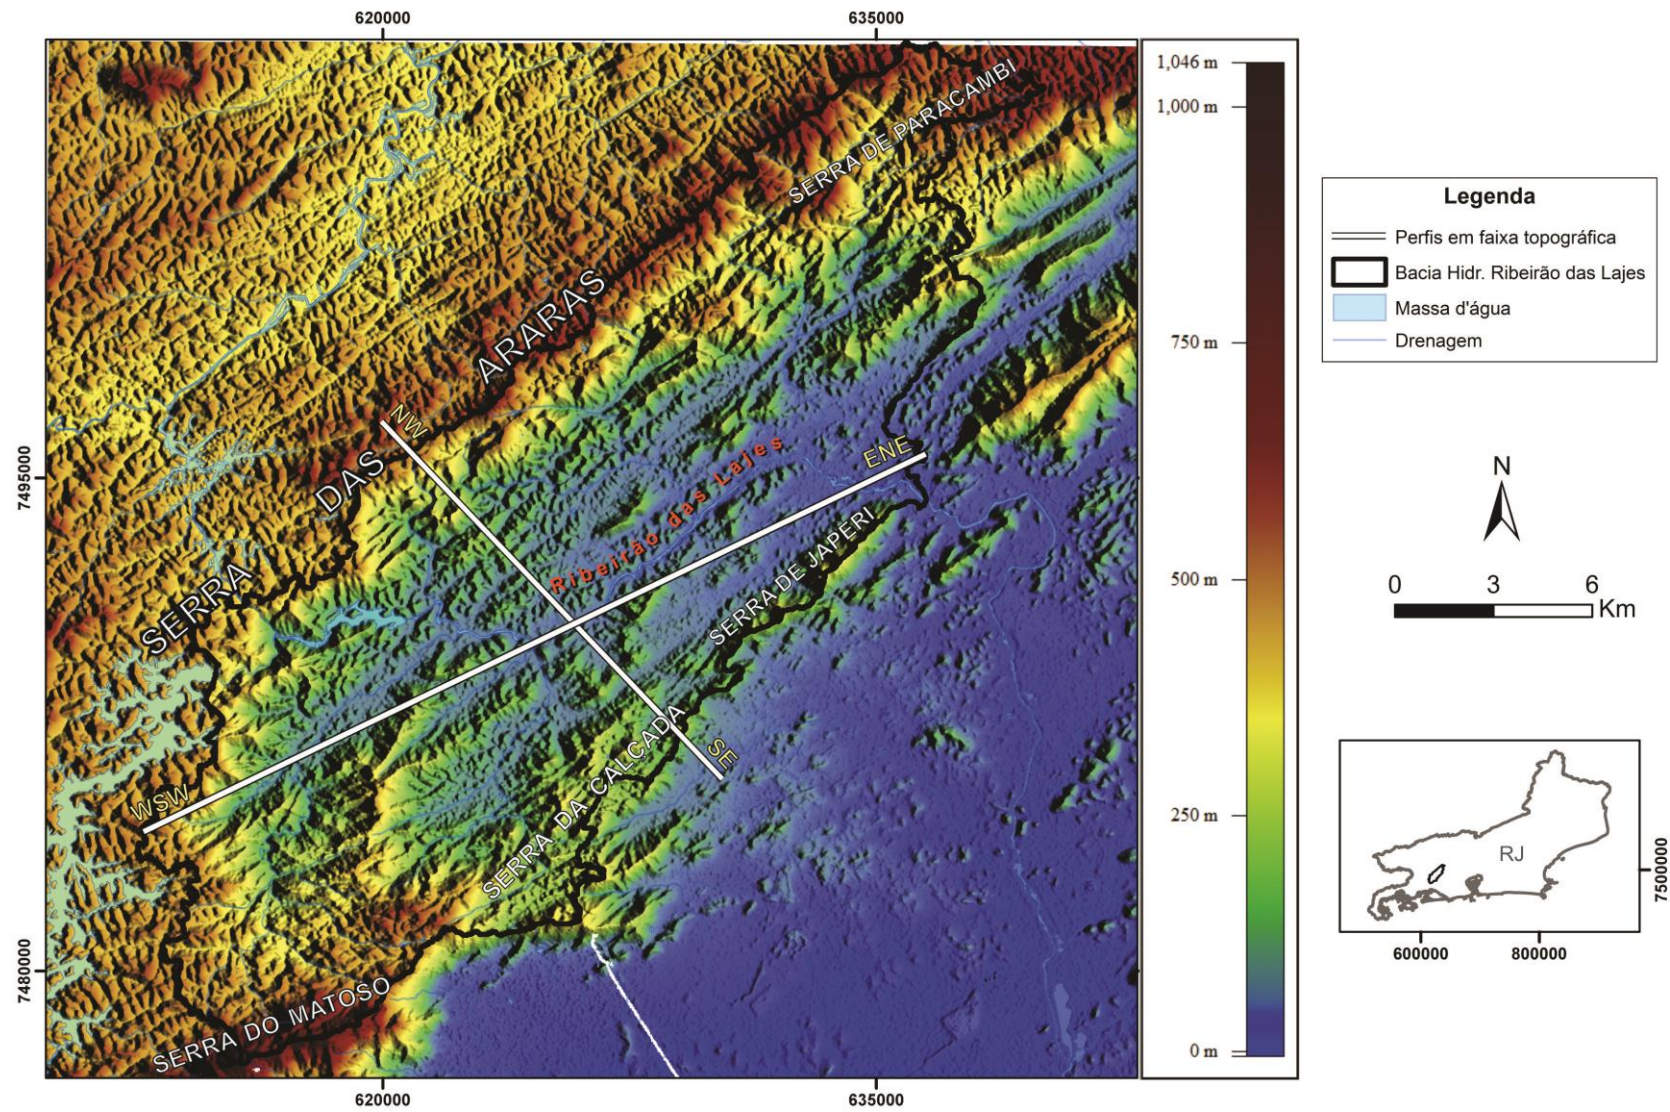 620000
635000
7495000
7480000
620000
635000
SERRA DE PARACAMBI
SERRA DAS ARARAS
NW
ENE
Ribeirão das Lajes
SERRA DE JAPERI
SERRA DA CALÇADA
SE
WSW
SERRA DO MATOSO
1,046 m
1,000 m
750 m
500 m
250 m
0 m
Legenda
Perfis em faixa topográfica
Bacia Hidr. Ribeirão das Lajes
Massa d'água
Drenagem
N
0 3 6 Km
RJ
7500000
600000 800000